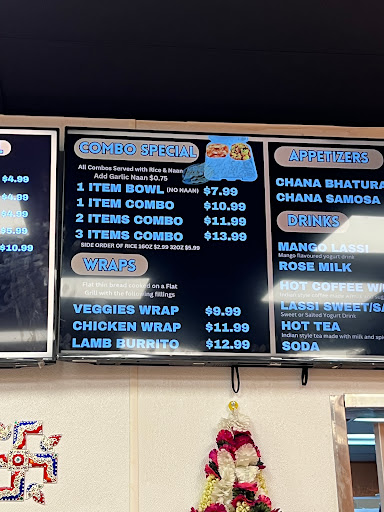 $4.99
$4.99
$4.99
$5.99
$10.99
COMBO SPECIAL
All Combos Served with Rice & Naan
Add Garlic Naan $0.75
1 ITEM BOWL (NO NAAN) $7.99
1 ITEM COMBO $10.99
2 ITEMS COMBO $11.99
3 ITEMS COMBO $13.99
SIDE ORDER OF RICE 16OZ $2.99 32OZ $5.99
WRAPS
Flat thin bread cooked on a Flat
Grill with the following fillings
VEGGIES WRAP $9.99
CHICKEN WRAP $11.99
LAMB BURRITO $12.99
APPETIZERS
CHANA BHATURA
CHANA SAMOSA
DRINKS
MANGO LASSI
Mango flavoured yogurt drink
ROSE MILK
HOT COFFEE
LASSI SWEET/SA
Sweet or Salted Yogurt Drink
HOT TEA
Indian style tea made with milk and spi
SODA